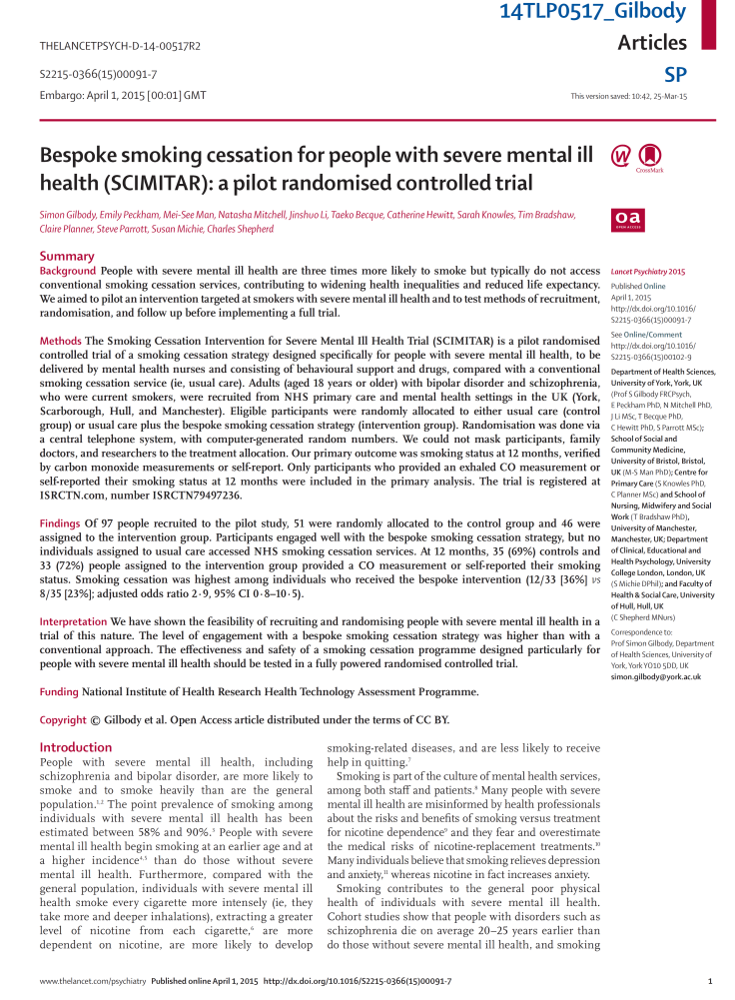 14TLP0517_Gilbody
THELANCETPSYCH-D-14-00517R2
Articles
S2215-0366(15)00091-7
SP
Embargo: April 1, 2015 [00:01] GMT
This version saved: 10:42, 25-Mar-15
Bespoke smoking cessation for people with severe mental ill
health (SCIMITAR): a pilot randomised controlled trial
CrossMark
Simon Gilbody, Emily Peckham, Mei-See Man, Natasha Mitchell, Jinshuo Li, Taeko Becque, Catherine Hewitt, Sarah Knowles, Tim Bradshaw,
Claire Planner, Steve Parrott, Susan Michie, Charles Shepherd
oa
OPEN ACCESS
Summary
Background People with severe mental ill health are three times more likely to smoke but typically do not access
conventional smoking cessation services, contributing to widening health inequalities and reduced life expectancy.
We aimed to pilot an intervention targeted at smokers with severe mental ill health and to test methods of recruitment,
randomisation, and follow up before implementing a full trial.
Methods The Smoking Cessation Intervention for Severe Mental Ill Health Trial (SCIMITAR) is a pilot randomised
controlled trial of a smoking cessation strategy designed specifically for people with severe mental ill health, to be
delivered by mental health nurses and consisting of behavioural support and drugs, compared with a conventional
smoking cessation service (ie, usual care). Adults (aged 18 years or older) with bipolar disorder and schizophrenia,
who were current smokers, were recruited from NHS primary care and mental health settings in the UK (York,
Scarborough, Hull, and Manchester). Eligible participants were randomly allocated to either usual care (control
group) or usual care plus the bespoke smoking cessation strategy (intervention group). Randomisation was done via
a central telephone system, with computer-generated random numbers. We could not mask participants, family
doctors, and researchers to the treatment allocation. Our primary outcome was smoking status at 12 months, verified
by carbon monoxide measurements or self-report. Only participants who provided an exhaled CO measurement or
self-reported their smoking status at 12 months were included in the primary analysis. The trial is registered at
ISRCTN.com, number ISRCTN79497236.
Findings Of 97 people recruited to the pilot study, 51 were randomly allocated to the control group and 46 were
assigned to the intervention group. Participants engaged well with the bespoke smoking cessation strategy, but no
individuals assigned to usual care accessed NHS smoking cessation services. At 12 months, 35 (69%) controls and
33 (72%) people assigned to the intervention group provided a CO measurement or self-reported their smoking
status. Smoking cessation was highest among individuals who received the bespoke intervention (12/33 [36%] vs
8/35 [23%]; adjusted odds ratio 2·9, 95% CI 0·8–10·5);
Interpretation We have shown the feasibility of recruiting and randomising people with severe mental ill health in a
trial of this nature. The level of engagement with a bespoke smoking cessation strategy was higher than with a
conventional approach. The effectiveness and safety of a smoking cessation programme designed particularly for
people with severe mental ill health should be tested in a fully powered randomised controlled trial.
Funding National Institute of Health Research Health Technology Assessment Programme.
Copyright © Gilbody et al. Open Access article distributed under the terms of CC BY.
Lancet Psychiatry 2015
Published Online
April 1, 2015
http://dx.doi.org/10.1016/
S2215-0366(15)00091-7
See Online/Comment
http://dx.doi.org/10.1016/
S2215-0366(15)00102-9
Department of Health Sciences,
University of York, York, UK
(Prof S Gilbody FRCPsych,
E Peckham PhD, N Mitchell PhD,
J Li MSc, T Becque PhD,
C Hewitt PhD, S Parrott MSc);
School of Social and
Community Medicine,
University of Bristol, Bristol,
UK (M-S Man PhD); Centre for
Primary Care (S Knowles PhD,
C Planner MSc) and School of
Nursing, Midwifery and Social
Work (T Bradshaw PhD),
University of Manchester,
Manchester, UK; Department
of Clinical, Educational and
Health Psychology, University
College London, London, UK
(S Michie DPhil); and Faculty of
Health & Social Care, University
of Hull, Hull, UK
(C Shepherd MNurs)
Correspondence to:
Prof Simon Gilbody, Department
of Health Sciences, University of
York, York YO10 5DD, UK
simon.gilbody@york.ac.uk
Introduction
People with severe mental ill health, including
schizophrenia and bipolar disorder, are more likely to
smoke and to smoke heavily than are the general
population.1,2 The point prevalence of smoking among
individuals with severe mental ill health has been
estimated between 58% and 90%.3 People with severe
mental ill health begin smoking at an earlier age and at
a higher incidence4,5 than do those without severe
mental ill health. Furthermore, compared with the
general population, individuals with severe mental ill
health smoke every cigarette more intensely (ie, they
take more and deeper inhalations), extracting a greater
level of nicotine from each cigarette,6 are more
dependent on nicotine, are more likely to develop
smoking-related diseases, and are less likely to receive
help in quitting.7
Smoking is part of the culture of mental health services,
among both staff and patients.8 Many people with severe
mental ill health are misinformed by health professionals
about the risks and benefits of smoking versus treatment
for nicotine dependence9 and they fear and overestimate
the medical risks of nicotine-replacement treatments.10
Many individuals believe that smoking relieves depression
and anxiety,11 whereas nicotine in fact increases anxiety.
Smoking contributes to the general poor physical
health of individuals with severe mental ill health.
Cohort studies show that people with disorders such as
schizophrenia die on average 20–25 years earlier than
do those without severe mental ill health, and smoking
www.thelancet.com/psychiatry Published online April 1, 2015 http://dx.doi.org/10.1016/S2215-0366(15)00091-7
1